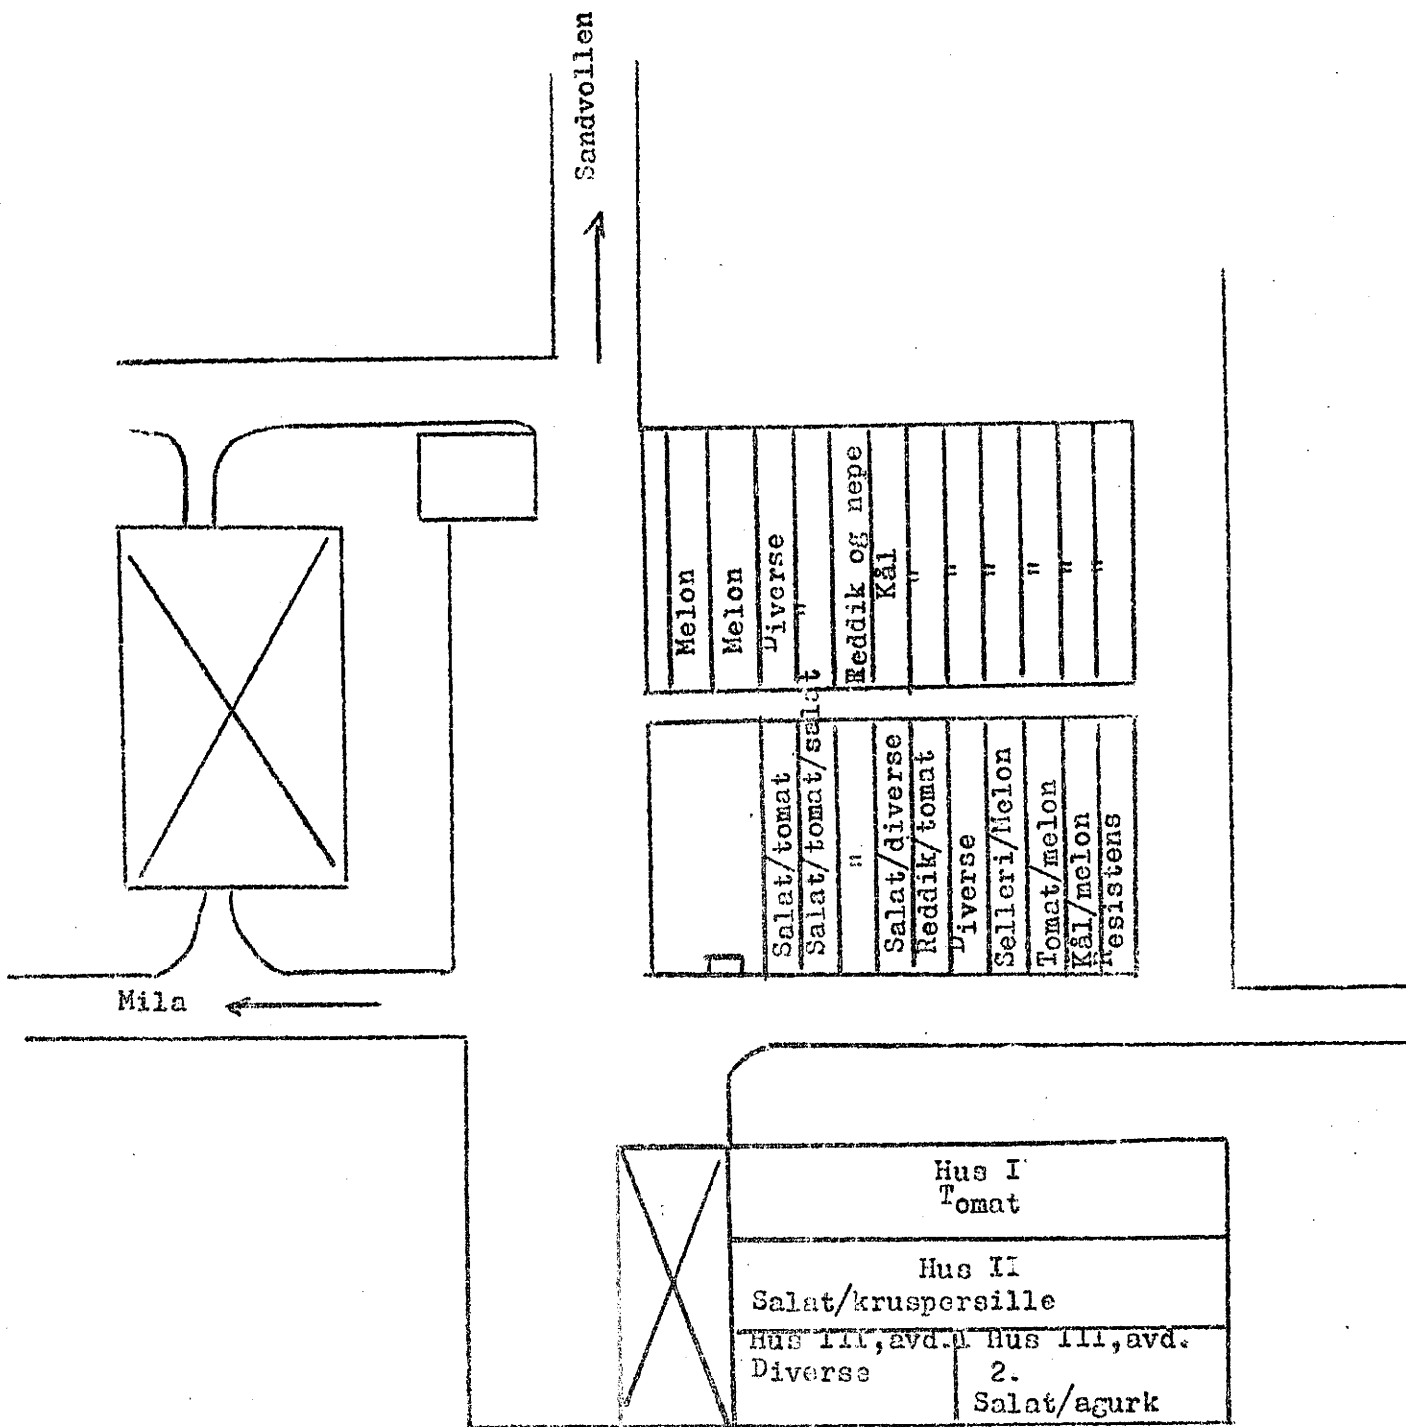 Sandvollen
Melon
Melon
Diverse
"
Reddik og nepe
Kål
"
"
"
"
"
"
Salat/tomat
Salat/tomat/salat
"
Salat/diverse
Reddik/tomat
Diverse
Selleri/Melon
Tomat/melon
Kål/melon
Resistens
Mila
Hus I
Tomat
Hus II
Salat/kruspersille
Hus III,avd.1
Diverse
Hus III,avd.
2.
Salat/agurk